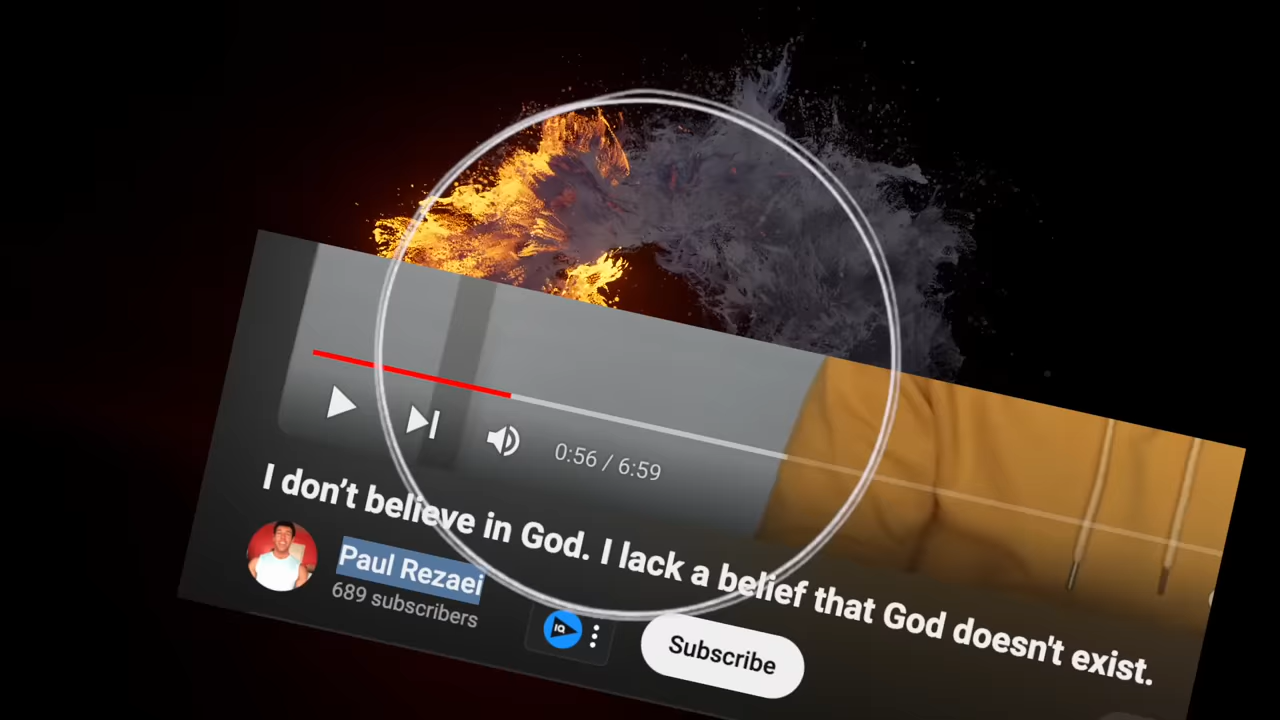 0:56 / 6:59
I don't believe in God. I lack a belief that God doesn't exist.
Paul Rezaei
689 subscribers
IQ
Subscribe